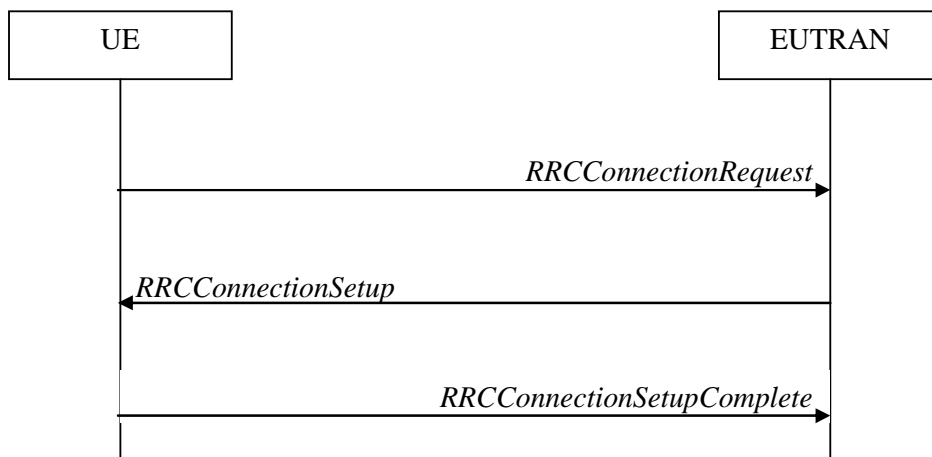 UE
EUTRAN
RRCConnectionRequest
RRCConnectionSetup
RRCConnectionSetupComplete